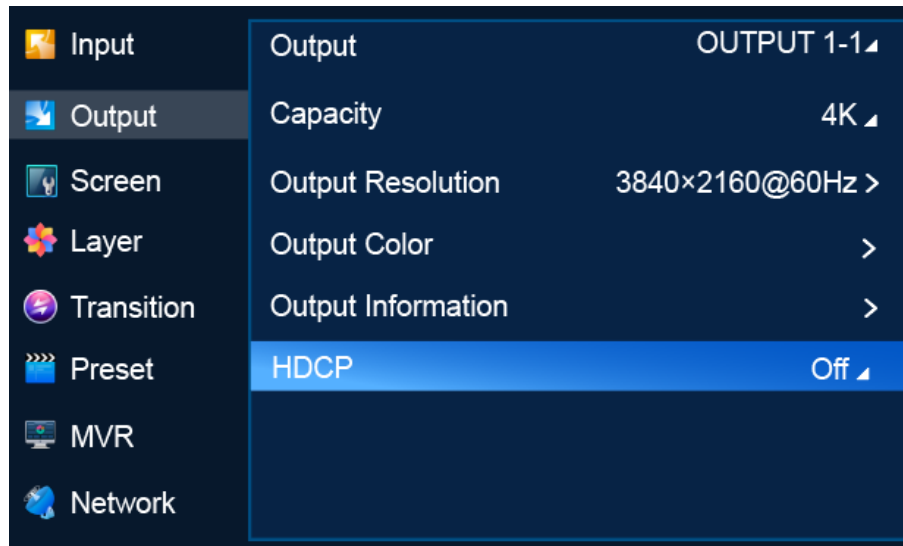 Input
Output
Screen
Layer
Transition
Preset
MVR
Network
Output OUTPUT 1-1
Capacity 4K
Output Resolution 3840×2160@60Hz >
Output Color >
Output Information >
HDCP Off